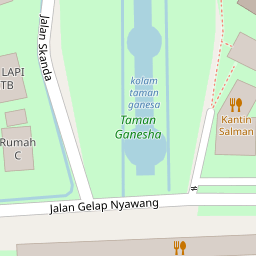 Jalan Skanda
LAPI
TB
kolam
taman
ganesa
Taman
Ganesha
Kantin
Salman
Rumah
C
Jalan Gelap Nyawang